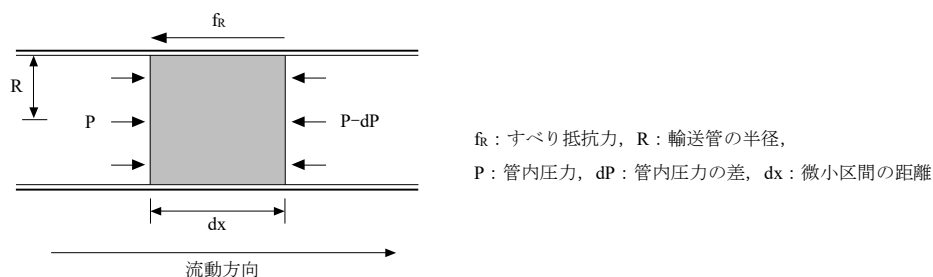 fR
R
P
P-dP
dx
流動方向
fR：すべり抵抗力，R：輸送管の半径，
P：管内圧力，dP：管内圧力の差，dx：微小区間の距離